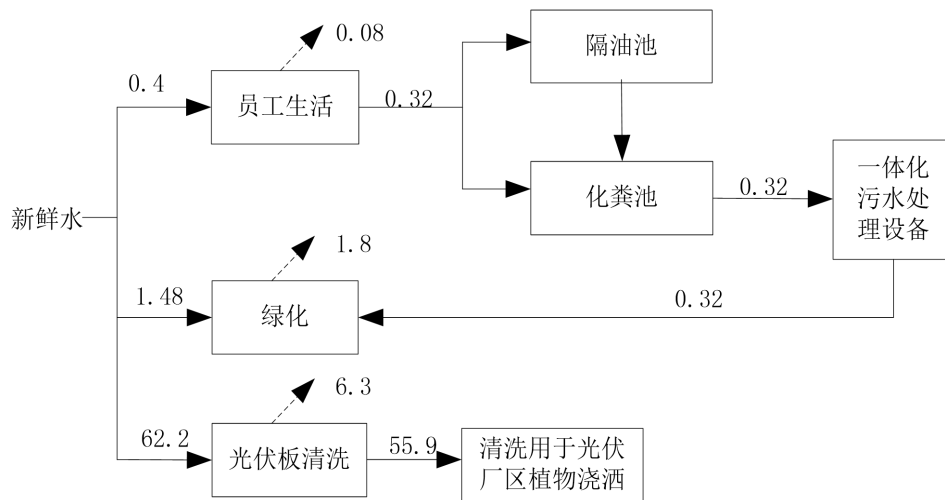 0.08
隔油池
0.4
员工生活
0.32
一体化
污水处
理设备
化粪池
0.32
新鲜水
1.8
1.48
绿化
0.32
6.3
62.2
光伏板清洗
55.9
清洗用于光伏
厂区植物浇洒